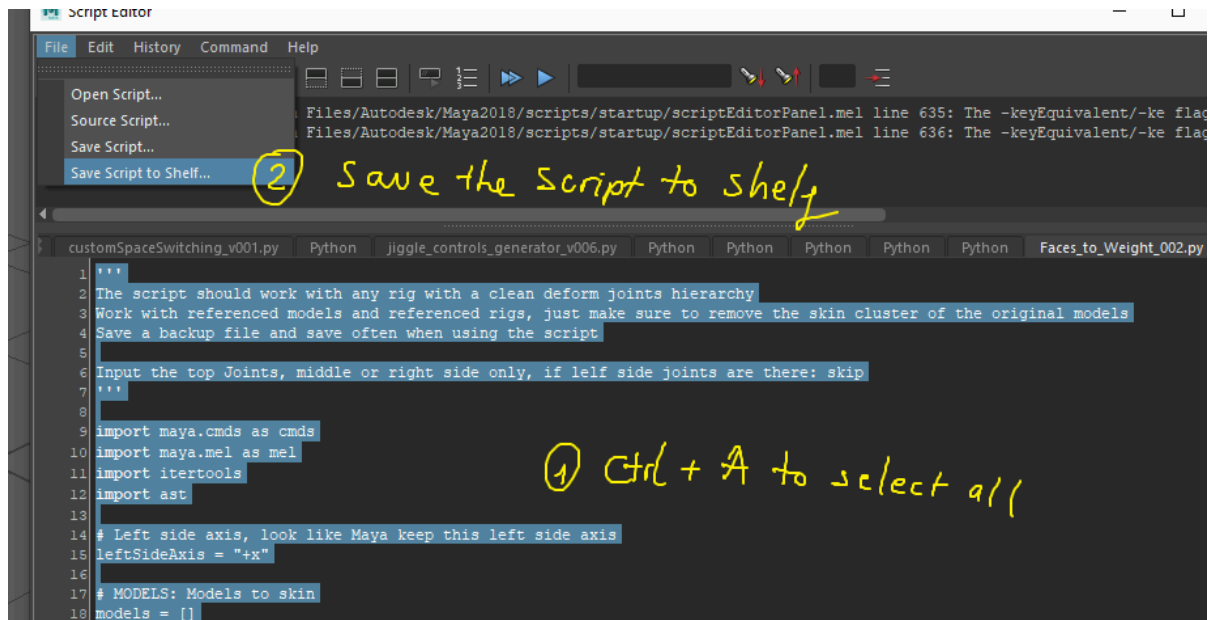 Script Editor
File Edit History Command Help
Open Script...
Source Script...
Save Script...
Save Script to Shelf...
Files/Autodesk/Maya2018/scripts/startup/scriptEditorPanel.mel line 635: The -keyEquivalent/-ke flag
Files/Autodesk/Maya2018/scripts/startup/scriptEditorPanel.mel line 636: The -keyEquivalent/-ke flag
2 Save the Script to shelf
customSpaceSwitching_v001.py Python jiggle_controls_generator_v006.py Python Python Python Python Python Faces_to_Weight_002.py
1 '''
2 The script should work with any rig with a clean deform joints hierarchy
3 Work with referenced models and referenced rigs, just make sure to remove the skin cluster of the original models
4 Save a backup file and save often when using the script
5
6 Input the top Joints, middle or right side only, if lelf side joints are there: skip
7 '''
8
9 import maya.cmds as cmds
10 import maya.mel as mel
11 import itertools
12 import ast
1 Ctrl + A to select all
13
14 # Left side axis, look like Maya keep this left side axis
15 leftSideAxis = "+x"
16
17 # MODELS: Models to skin
18 models = []